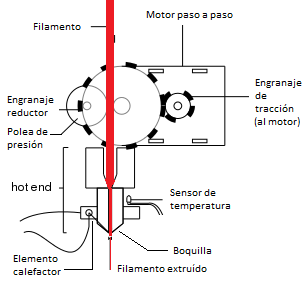 Motor paso a paso
Filamento
Engranaje
de
tracción
(al motor)
Engranaje
reductor
Polea de
presión
hot end
Sensor de
temperatura
Boquilla
Elemento
calefactor
Filamento extruído